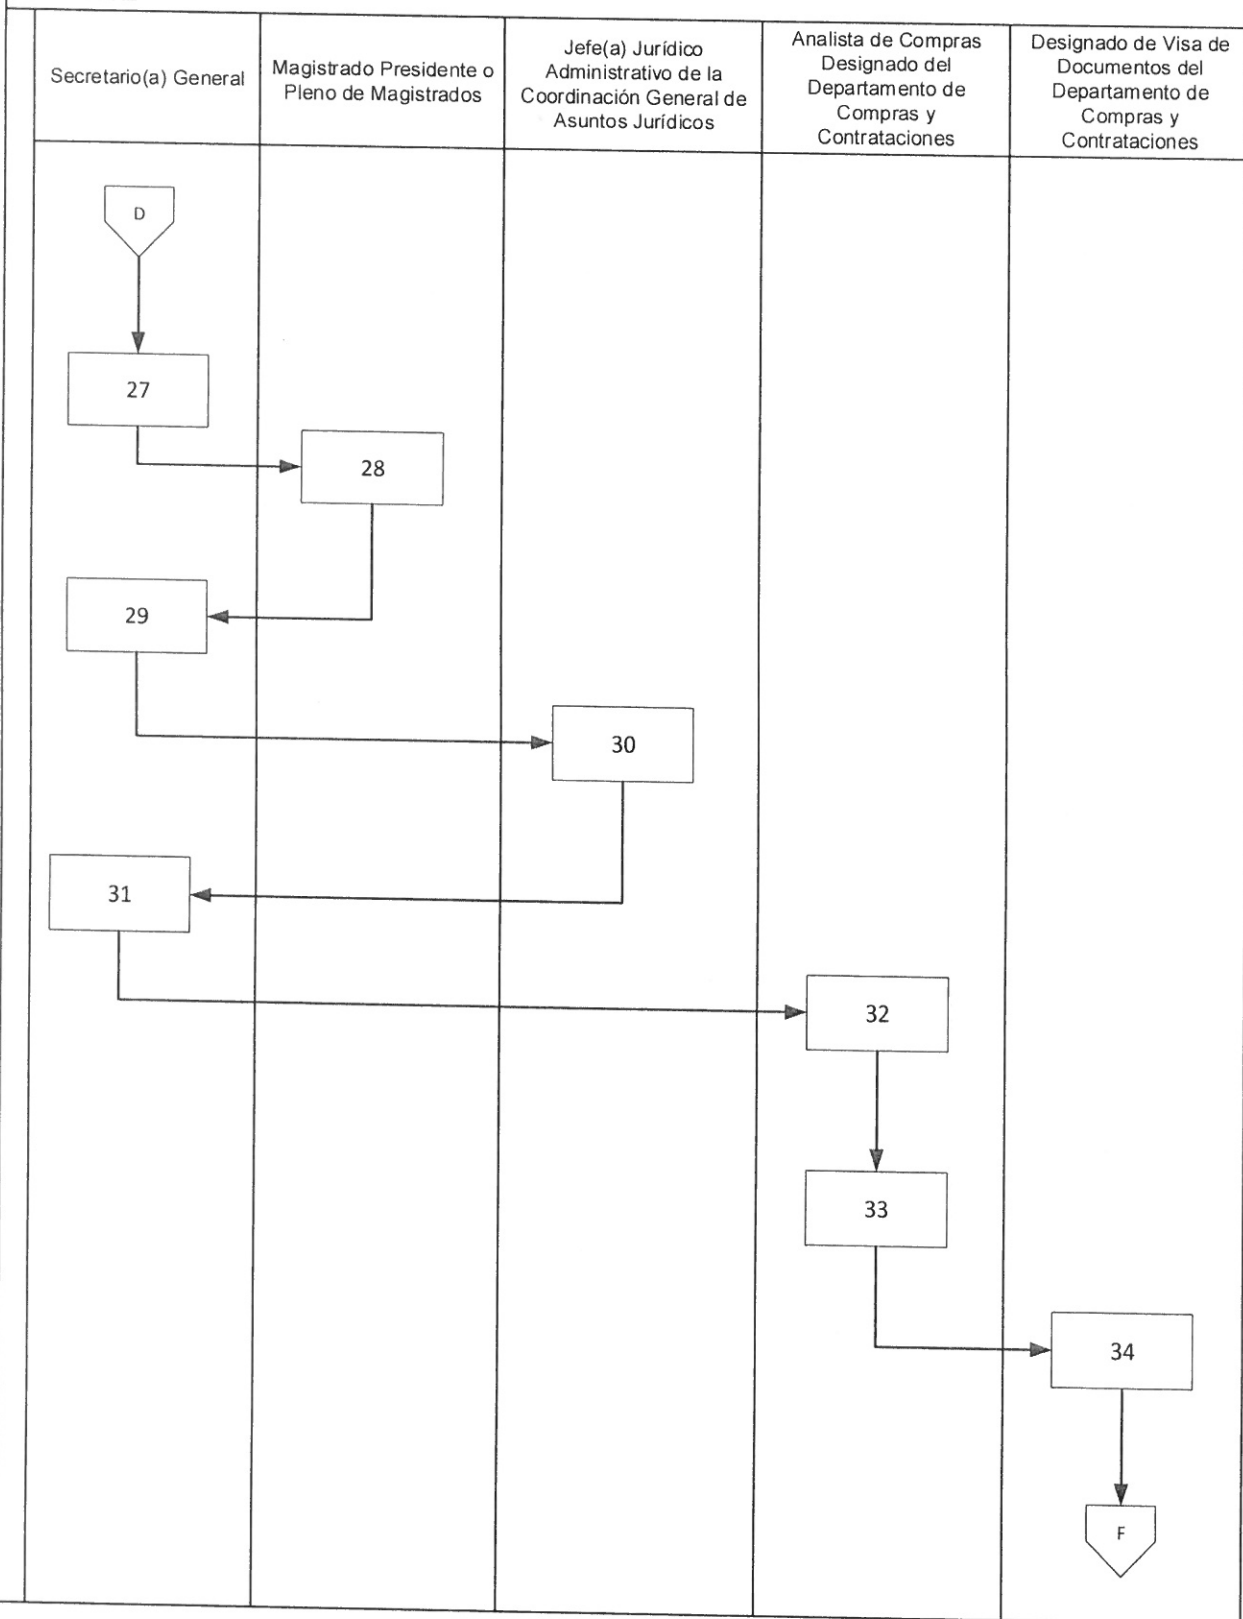 Secretario(a) General
Magistrado Presidente o
Pleno de Magistrados
Jefe(a) Jurídico
Administrativo de la
Coordinación General de
Asuntos Jurídicos
Analista de Compras
Designado del
Departamento de
Compras y
Contrataciones
Designado de Visa de
Documentos del
Departamento de
Compras y
Contrataciones
D
27
28
29
30
31
32
33
34
F